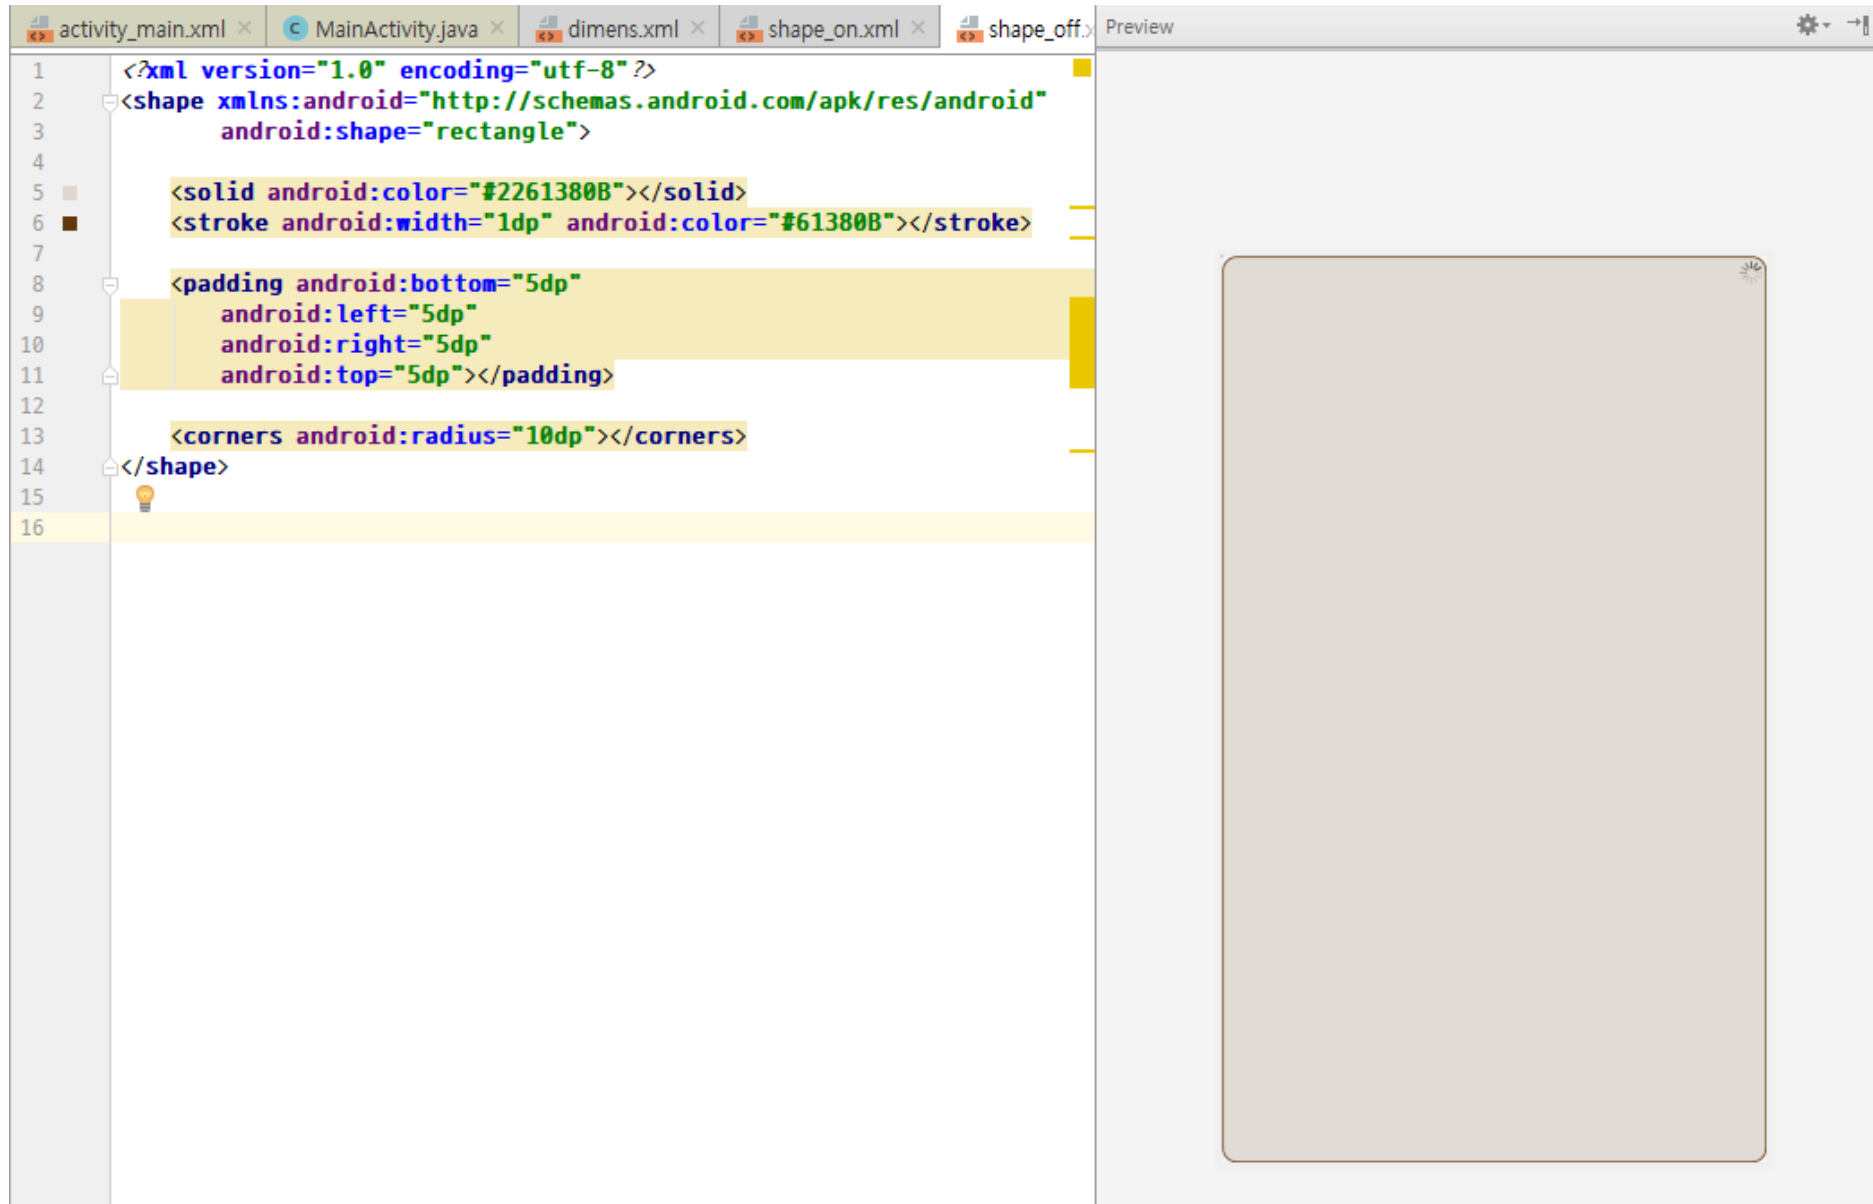 activity_main.xml MainActivity.java dimens.xml shape_on.xml shape_off.x Preview
1 <?xml version="1.0" encoding="utf-8"?>
2 <shape xmlns:android="http://schemas.android.com/apk/res/android"
3 android:shape="rectangle">
4
5 <solid android:color="#2261380B"></solid>
6 <stroke android:width="1dp" android:color="#61380B"></stroke>
7
8 <padding android:bottom="5dp"
9 android:left="5dp"
10 android:right="5dp"
11 android:top="5dp"></padding>
12
13 <corners android:radius="10dp"></corners>
14 </shape>
15
16